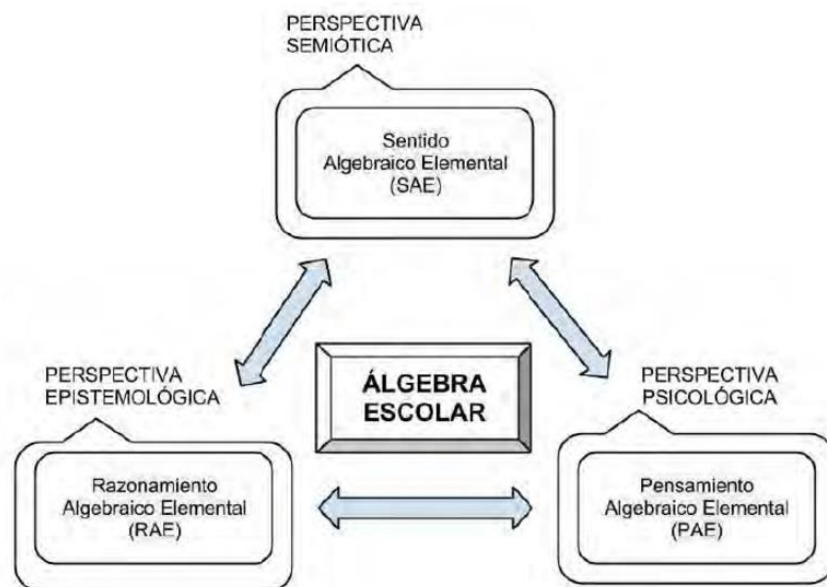 PERSPECTIVA
SEMIÓTICA
Sentido
Algebraico Elemental
(SAE)
ÁLGEBRA
ESCOLAR
PERSPECTIVA
EPISTEMOLÓGICA
Razonamiento
Algebraico Elemental
(RAE)
PERSPECTIVA
PSICOLÓGICA
Pensamiento
Algebraico Elemental
(PAE)